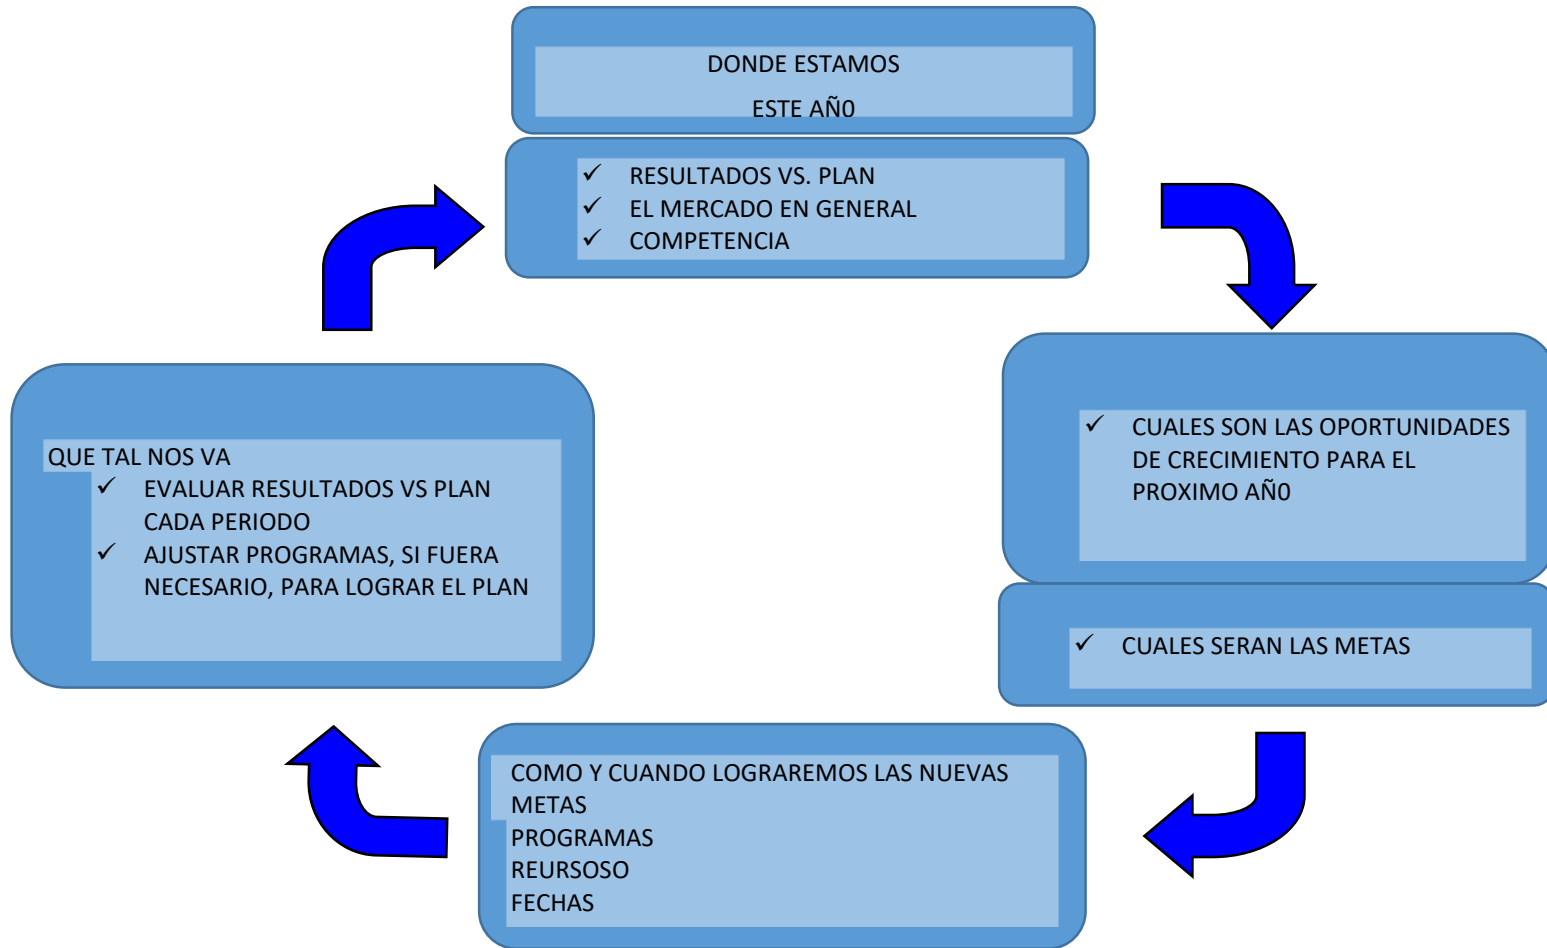 DONDE ESTAMOS
ESTE AÑ0
✓ RESULTADOS VS. PLAN
✓ EL MERCADO EN GENERAL
✓ COMPETENCIA
✓ CUALES SON LAS OPORTUNIDADES
DE CRECIMIENTO PARA EL
PROXIMO AÑ0
✓ CUALES SERAN LAS METAS
COMO Y CUANDO LOGRAREMOS LAS NUEVAS
METAS
PROGRAMAS
REURSOSO
FECHAS
QUE TAL NOS VA
✓ EVALUAR RESULTADOS VS PLAN
CADA PERIODO
✓ AJUSTAR PROGRAMAS, SI FUERA
NECESARIO, PARA LOGRAR EL PLAN